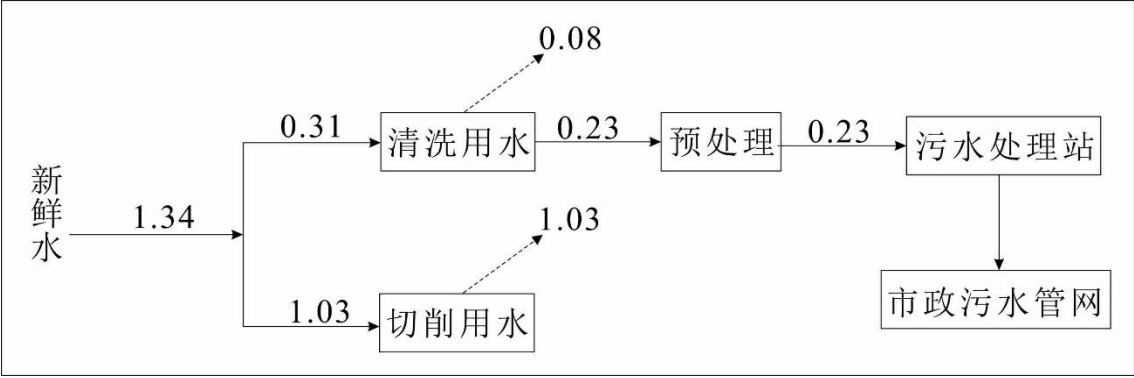 0.08
0.31
清洗用水
0.23
预处理
0.23
污水处理站
新鲜水
1.34
1.03
1.03
切削用水
市政污水管网